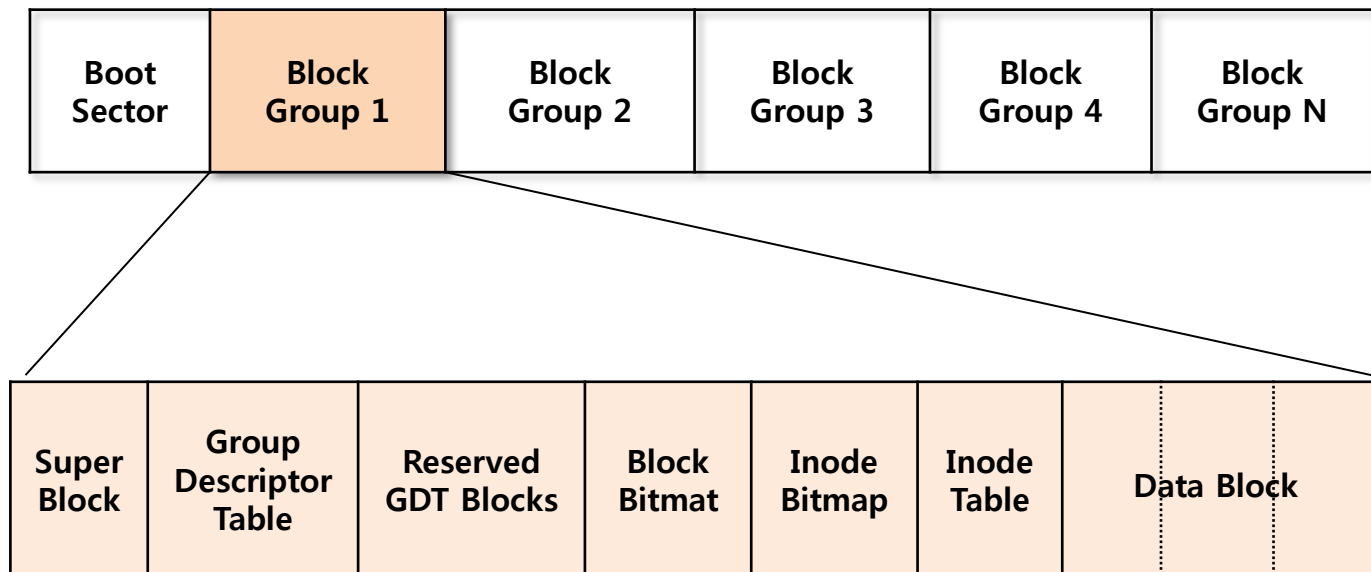 Boot
Sector
Block
Group 1
Block
Group 2
Block
Group 3
Block
Group 4
Block
Group N
Super
Block
Group
Descriptor
Table
Reserved
GDT Blocks
Block
Bitmat
Inode
Bitmap
Inode
Table
Data Block